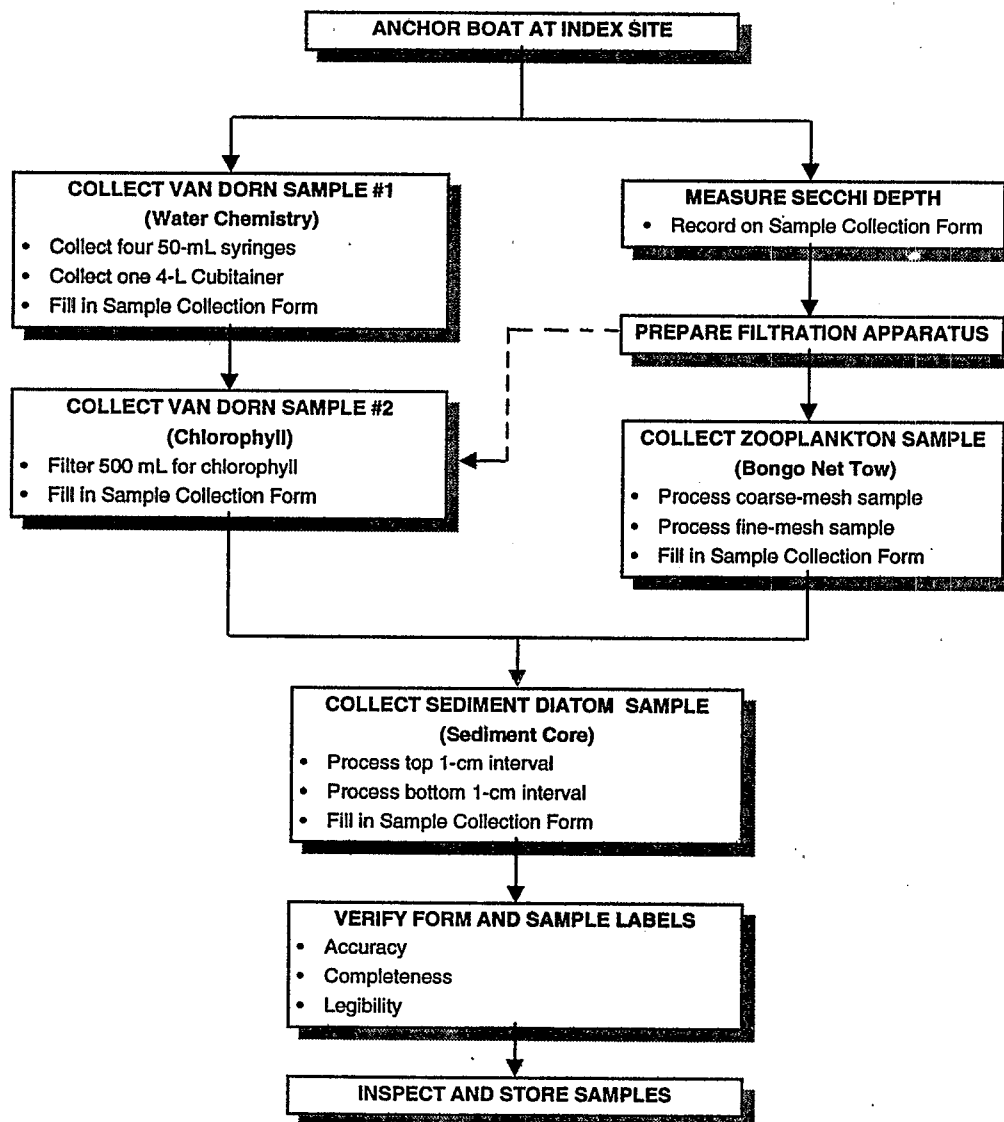 ANCHOR BOAT AT INDEX SITE
COLLECT VAN DORN SAMPLE #1
(Water Chemistry)
• Collect four 50-mL syringes
• Collect one 4-L Cubitainer
• Fill in Sample Collection Form
MEASURE SECCHI DEPTH
• Record on Sample Collection Form
PREPARE FILTRATION APPARATUS
COLLECT VAN DORN SAMPLE #2
(Chlorophyll)
• Filter 500 mL for chlorophyll
• Fill in Sample Collection Form
COLLECT ZOOPLANKTON SAMPLE
(Bongo Net Tow)
• Process coarse-mesh sample
• Process fine-mesh sample
• Fill in Sample Collection Form
COLLECT SEDIMENT DIATOM SAMPLE
(Sediment Core)
• Process top 1-cm interval
• Process bottom 1-cm interval
• Fill in Sample Collection Form
VERIFY FORM AND SAMPLE LABELS
• Accuracy
• Completeness
• Legibility
INSPECT AND STORE SAMPLES